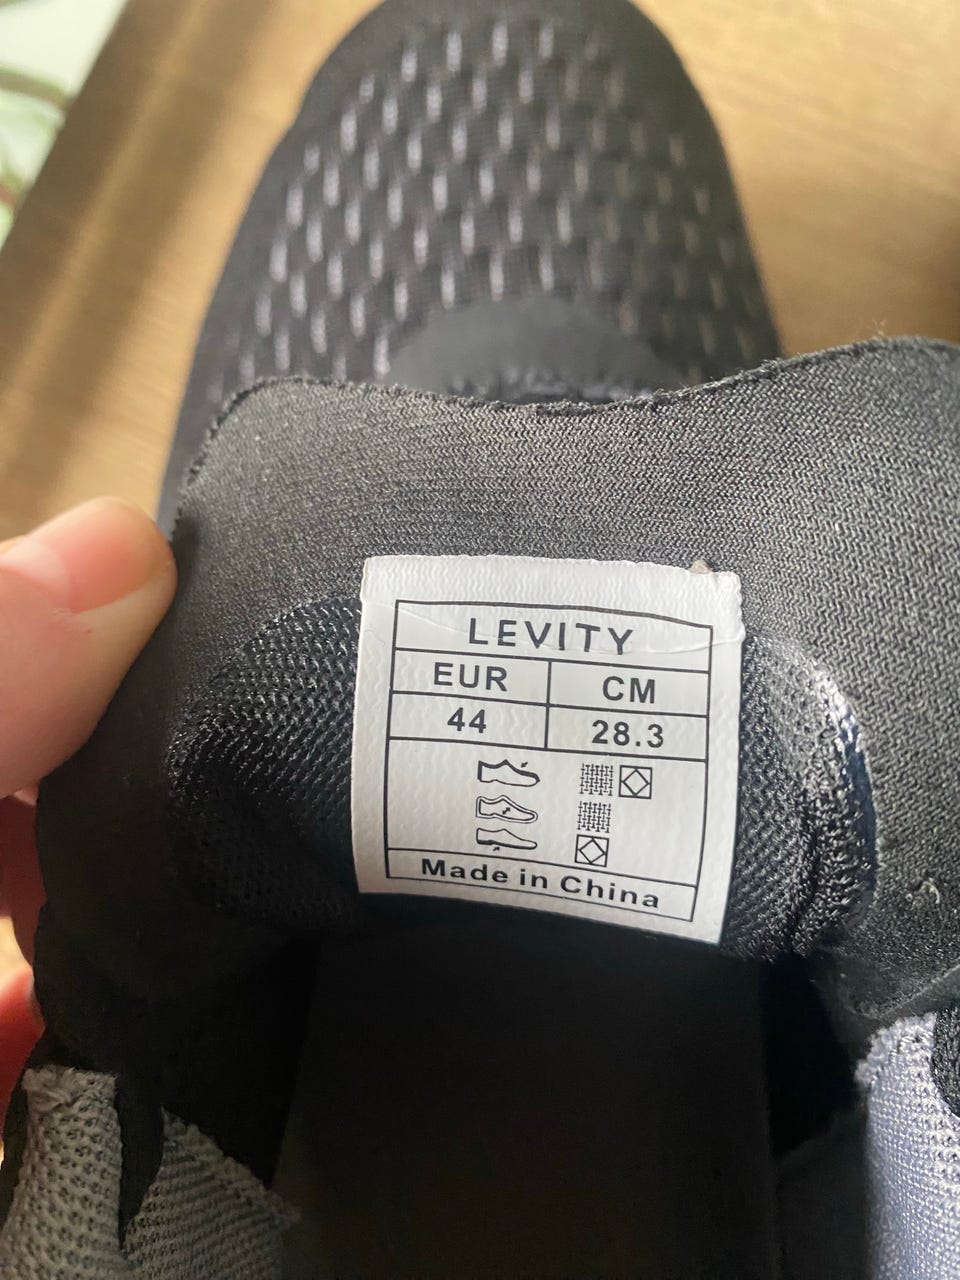 LEVITY
EUR CM
44 28.3
Made in China